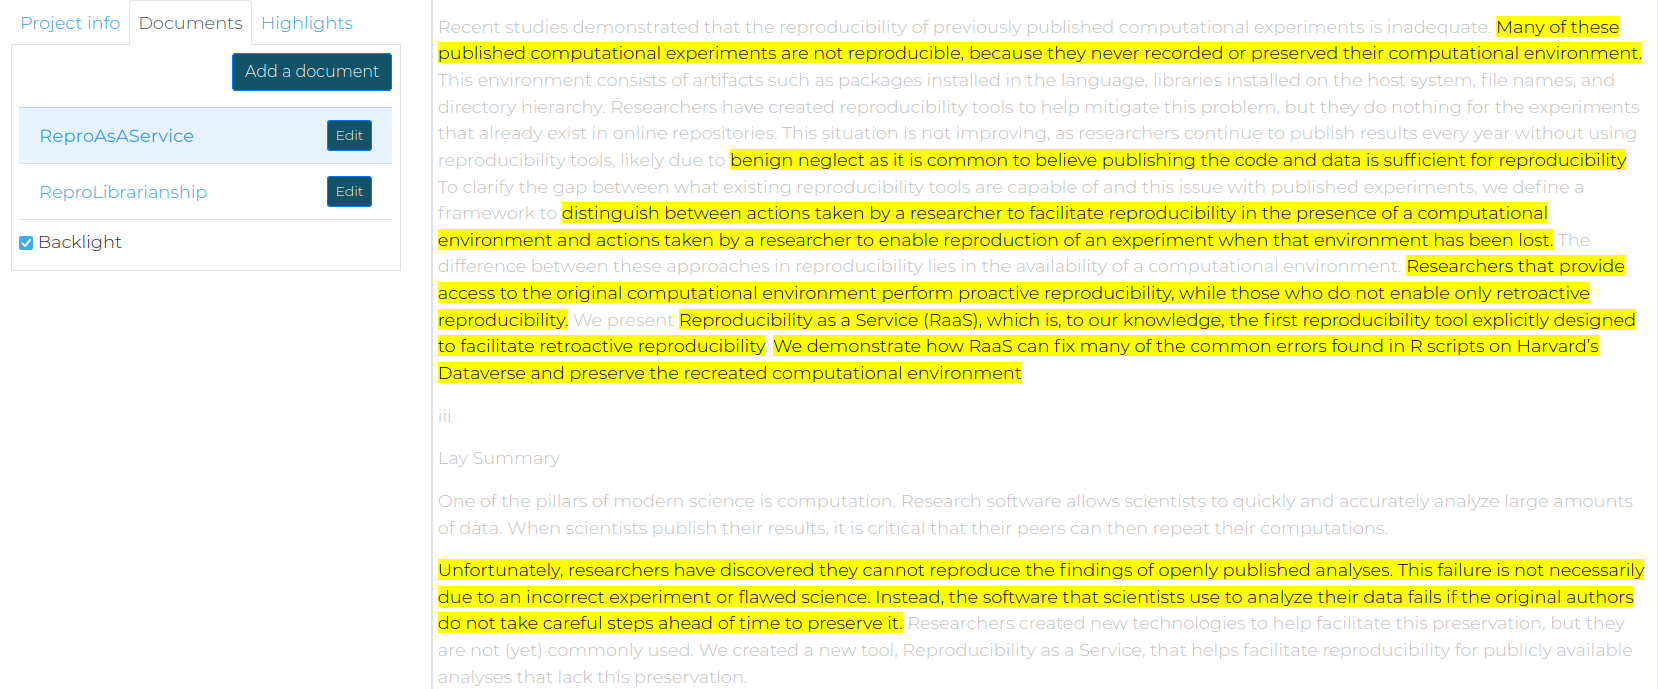 Project info
Documents
Highlights
Add a document
ReproAsAService
Edit
ReproLibrarianship
Edit
Backlight
Recent studies demonstrated that the reproducibility of previously published computational experiments is inadequate. Many of these
published computational experiments are not reproducible, because they never recorded or preserved their computational environment.
This environment consists of artifacts such as packages installed in the language, libraries installed on the host system, file names, and
directory hierarchy. Researchers have created reproducibility tools to help mitigate this problem, but they do nothing for the experiments
that already exist in online repositories. This situation is not improving, as researchers continue to publish results every year without using
reproducibility tools, likely due to benign neglect as it is common to believe publishing the code and data is sufficient for reproducibility.
To clarify the gap between what existing reproducibility tools are capable of and this issue with published experiments, we define a
framework to distinguish between actions taken by a researcher to facilitate reproducibility in the presence of a computational
environment and actions taken by a researcher to enable reproduction of an experiment when that environment has been lost. The
difference between these approaches in reproducibility lies in the availability of a computational environment. Researchers that provide
access to the original computational environment perform proactive reproducibility, while those who do not enable only retroactive
reproducibility. We present Reproducibility as a Service (RaaS), which is, to our knowledge, the first reproducibility tool explicitly designed
to facilitate retroactive reproducibility. We demonstrate how RaaS can fix many of the common errors found in R scripts on Harvard's
Dataverse and preserve the recreated computational environment.
iii
Lay Summary
One of the pillars of modern science is computation. Research software allows scientists to quickly and accurately analyze large amounts
of data. When scientists publish their results, it is critical that their peers can then repeat their computations.
Unfortunately, researchers have discovered they cannot reproduce the findings of openly published analyses. This failure is not necessarily
due to an incorrect experiment or flawed science. Instead, the software that scientists use to analyze their data fails if the original authors
do not take careful steps ahead of time to preserve it. Researchers created new technologies to help facilitate this preservation, but they
are not (yet) commonly used. We created a new tool, Reproducibility as a Service, that helps facilitate reproducibility for publicly available
analyses that lack this preservation.